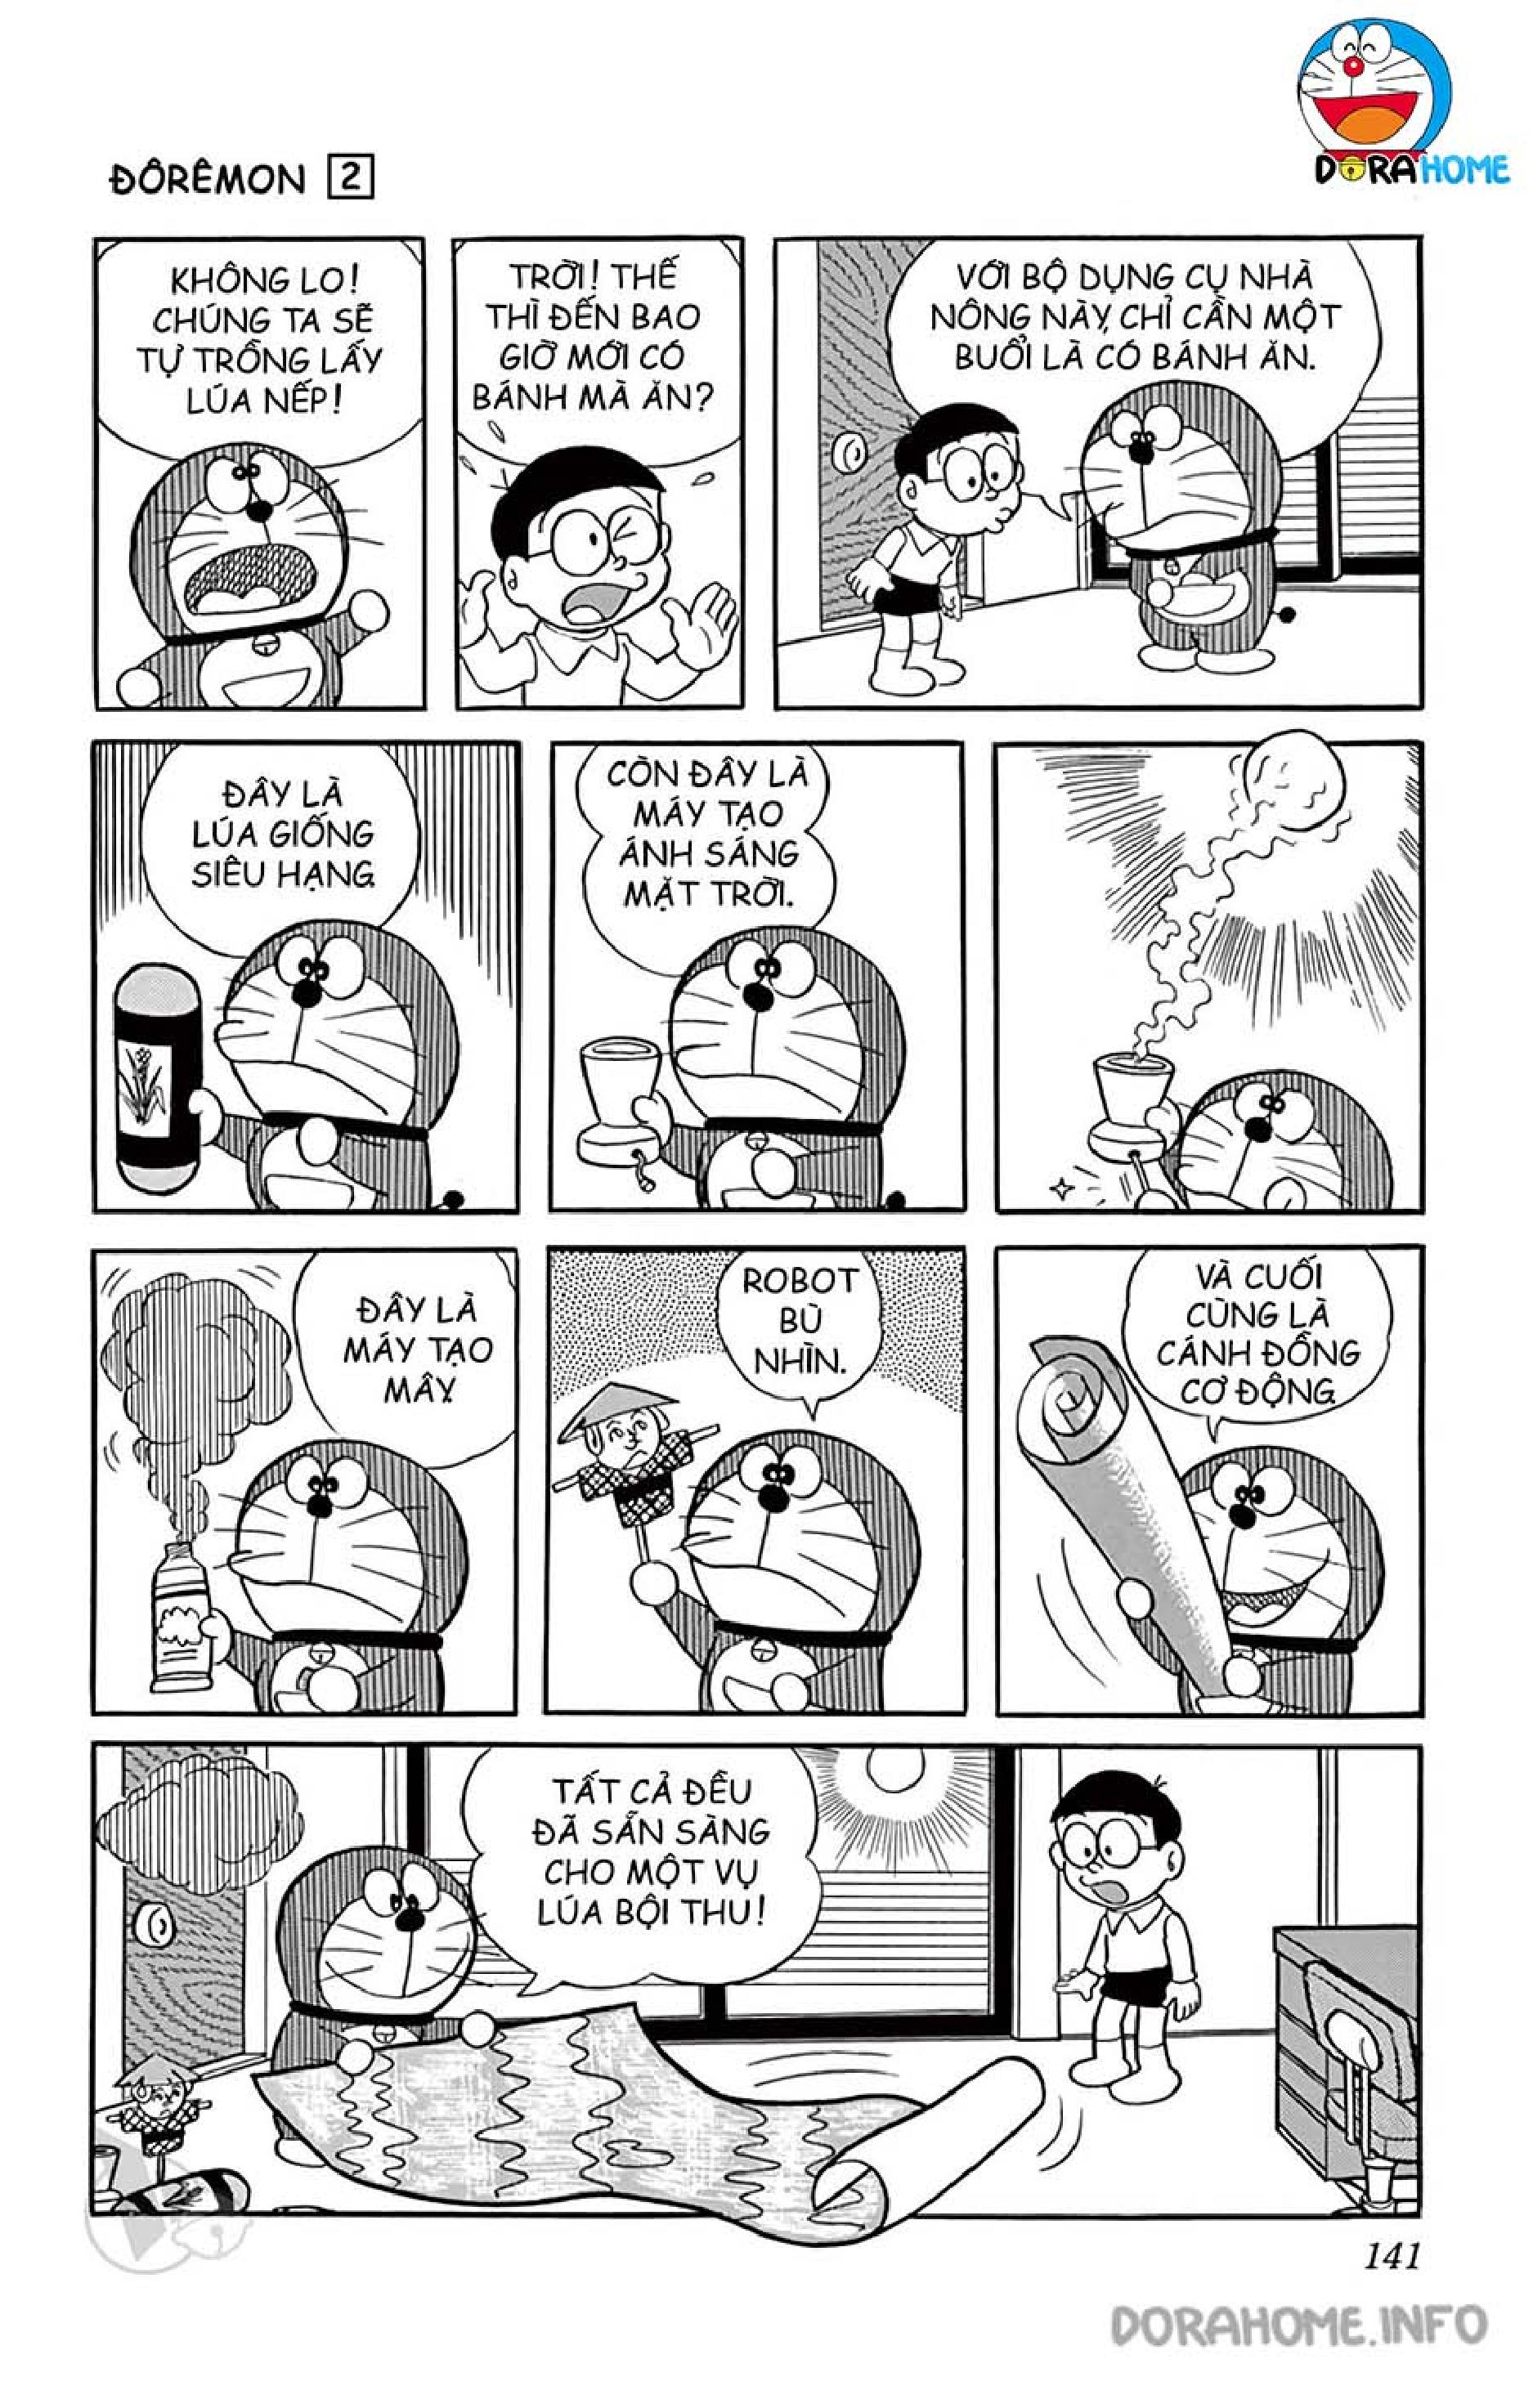 DORAHOME
ĐÔRÊMON 2
KHÔNG LO!
CHÚNG TA SẼ
TỰ TRỒNG LẤY
LÚA NẾP!
TRỜI! THẾ
THÌ ĐẾN BAO
GIỜ MỚI CÓ
BÁNH MÀ ĂN?
VỚI BỘ DỤNG CỤ NHÀ
NÔNG NÀY, CHỈ CẦN MỘT
BUỔI LÀ CÓ BÁNH ĂN.
ĐÂY LÀ
LÚA GIỐNG
SIÊU HẠNG.
CÒN ĐÂY LÀ
MÁY TẠO
ÁNH SÁNG
MẶT TRỜI.
ĐÂY LÀ
MÁY TẠO
MÂY.
ROBOT
BÙ
NHÌN.
VÀ CUỐI
CÙNG LÀ
CÁNH ĐỒNG
CƠ ĐỘNG.
TẤT CẢ ĐỀU
ĐÃ SẴN SÀNG
CHO MỘT VỤ
LÚA BỘI THU!
141
DORAHOME.INFO